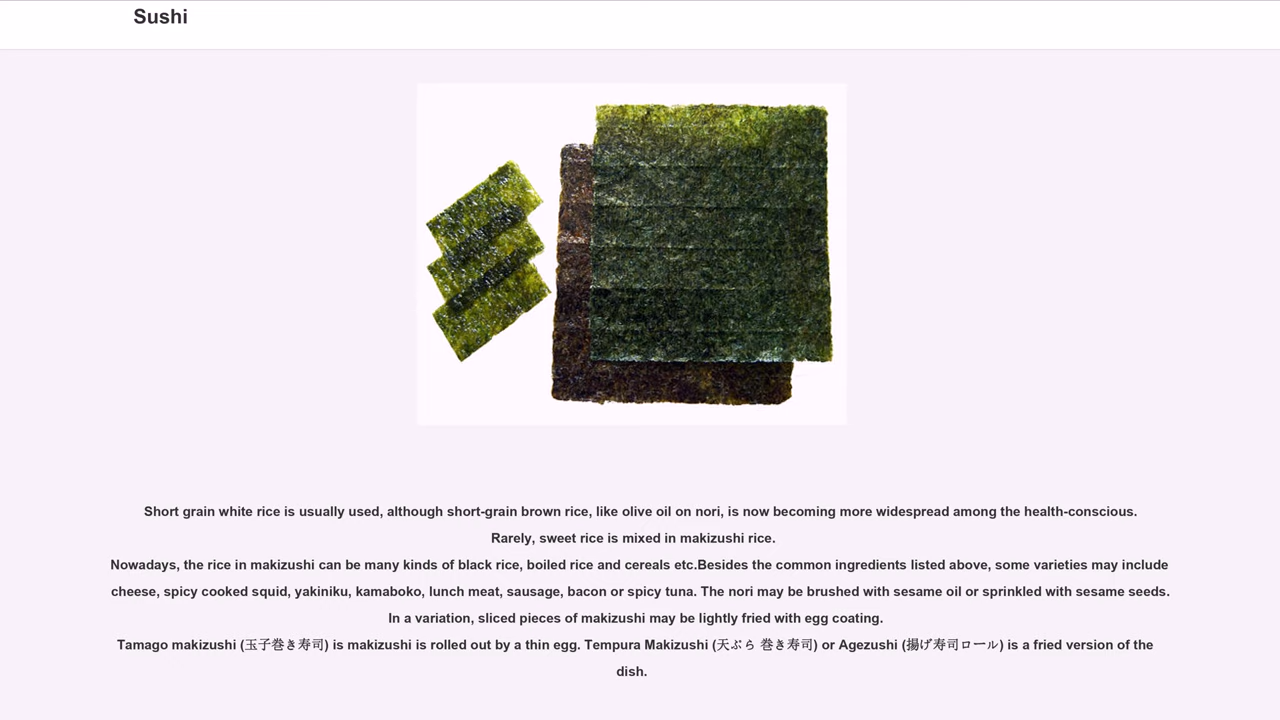 Sushi
Short grain white rice is usually used, although short-grain brown rice, like olive oil on nori, is now becoming more widespread among the health-conscious.
Rarely, sweet rice is mixed in makizushi rice.
Nowadays, the rice in makizushi can be many kinds of black rice, boiled rice and cereals etc.Besides the common ingredients listed above, some varieties may include
cheese, spicy cooked squid, yakiniku, kamaboko, lunch meat, sausage, bacon or spicy tuna. The nori may be brushed with sesame oil or sprinkled with sesame seeds.
In a variation, sliced pieces of makizushi may be lightly fried with egg coating.
Tamago makizushi (玉子巻き寿司) is makizushi is rolled out by a thin egg. Tempura Makizushi (天ぷら 巻き寿司) or Agezushi (揚げ寿司ロール) is a fried version of the
dish.